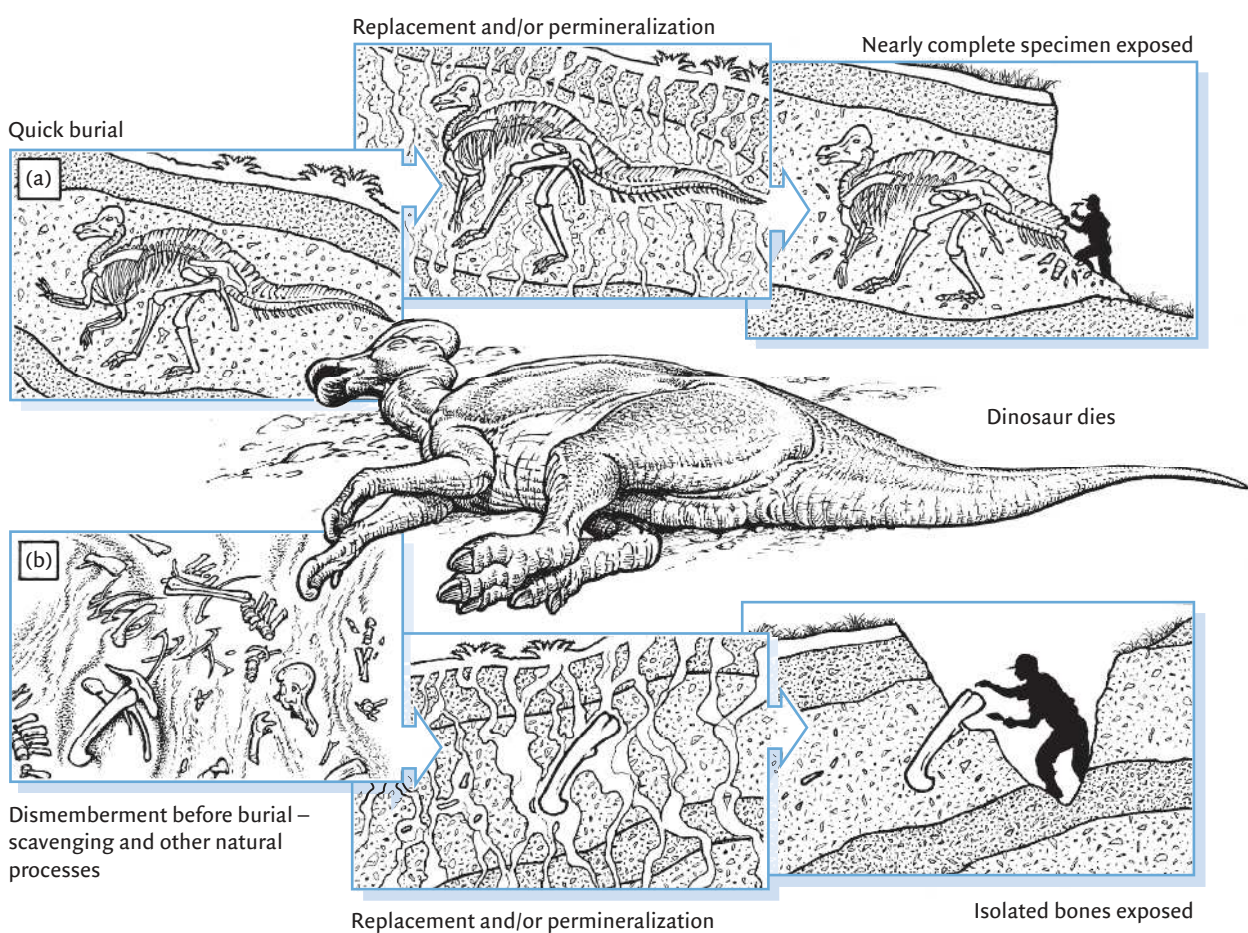 Replacement and/or permineralization
Nearly complete specimen exposed
Quick burial
(a)
Dinosaur dies
(b)
Dismemberment before burial –
scavenging and other natural
processes
Replacement and/or permineralization
Isolated bones exposed